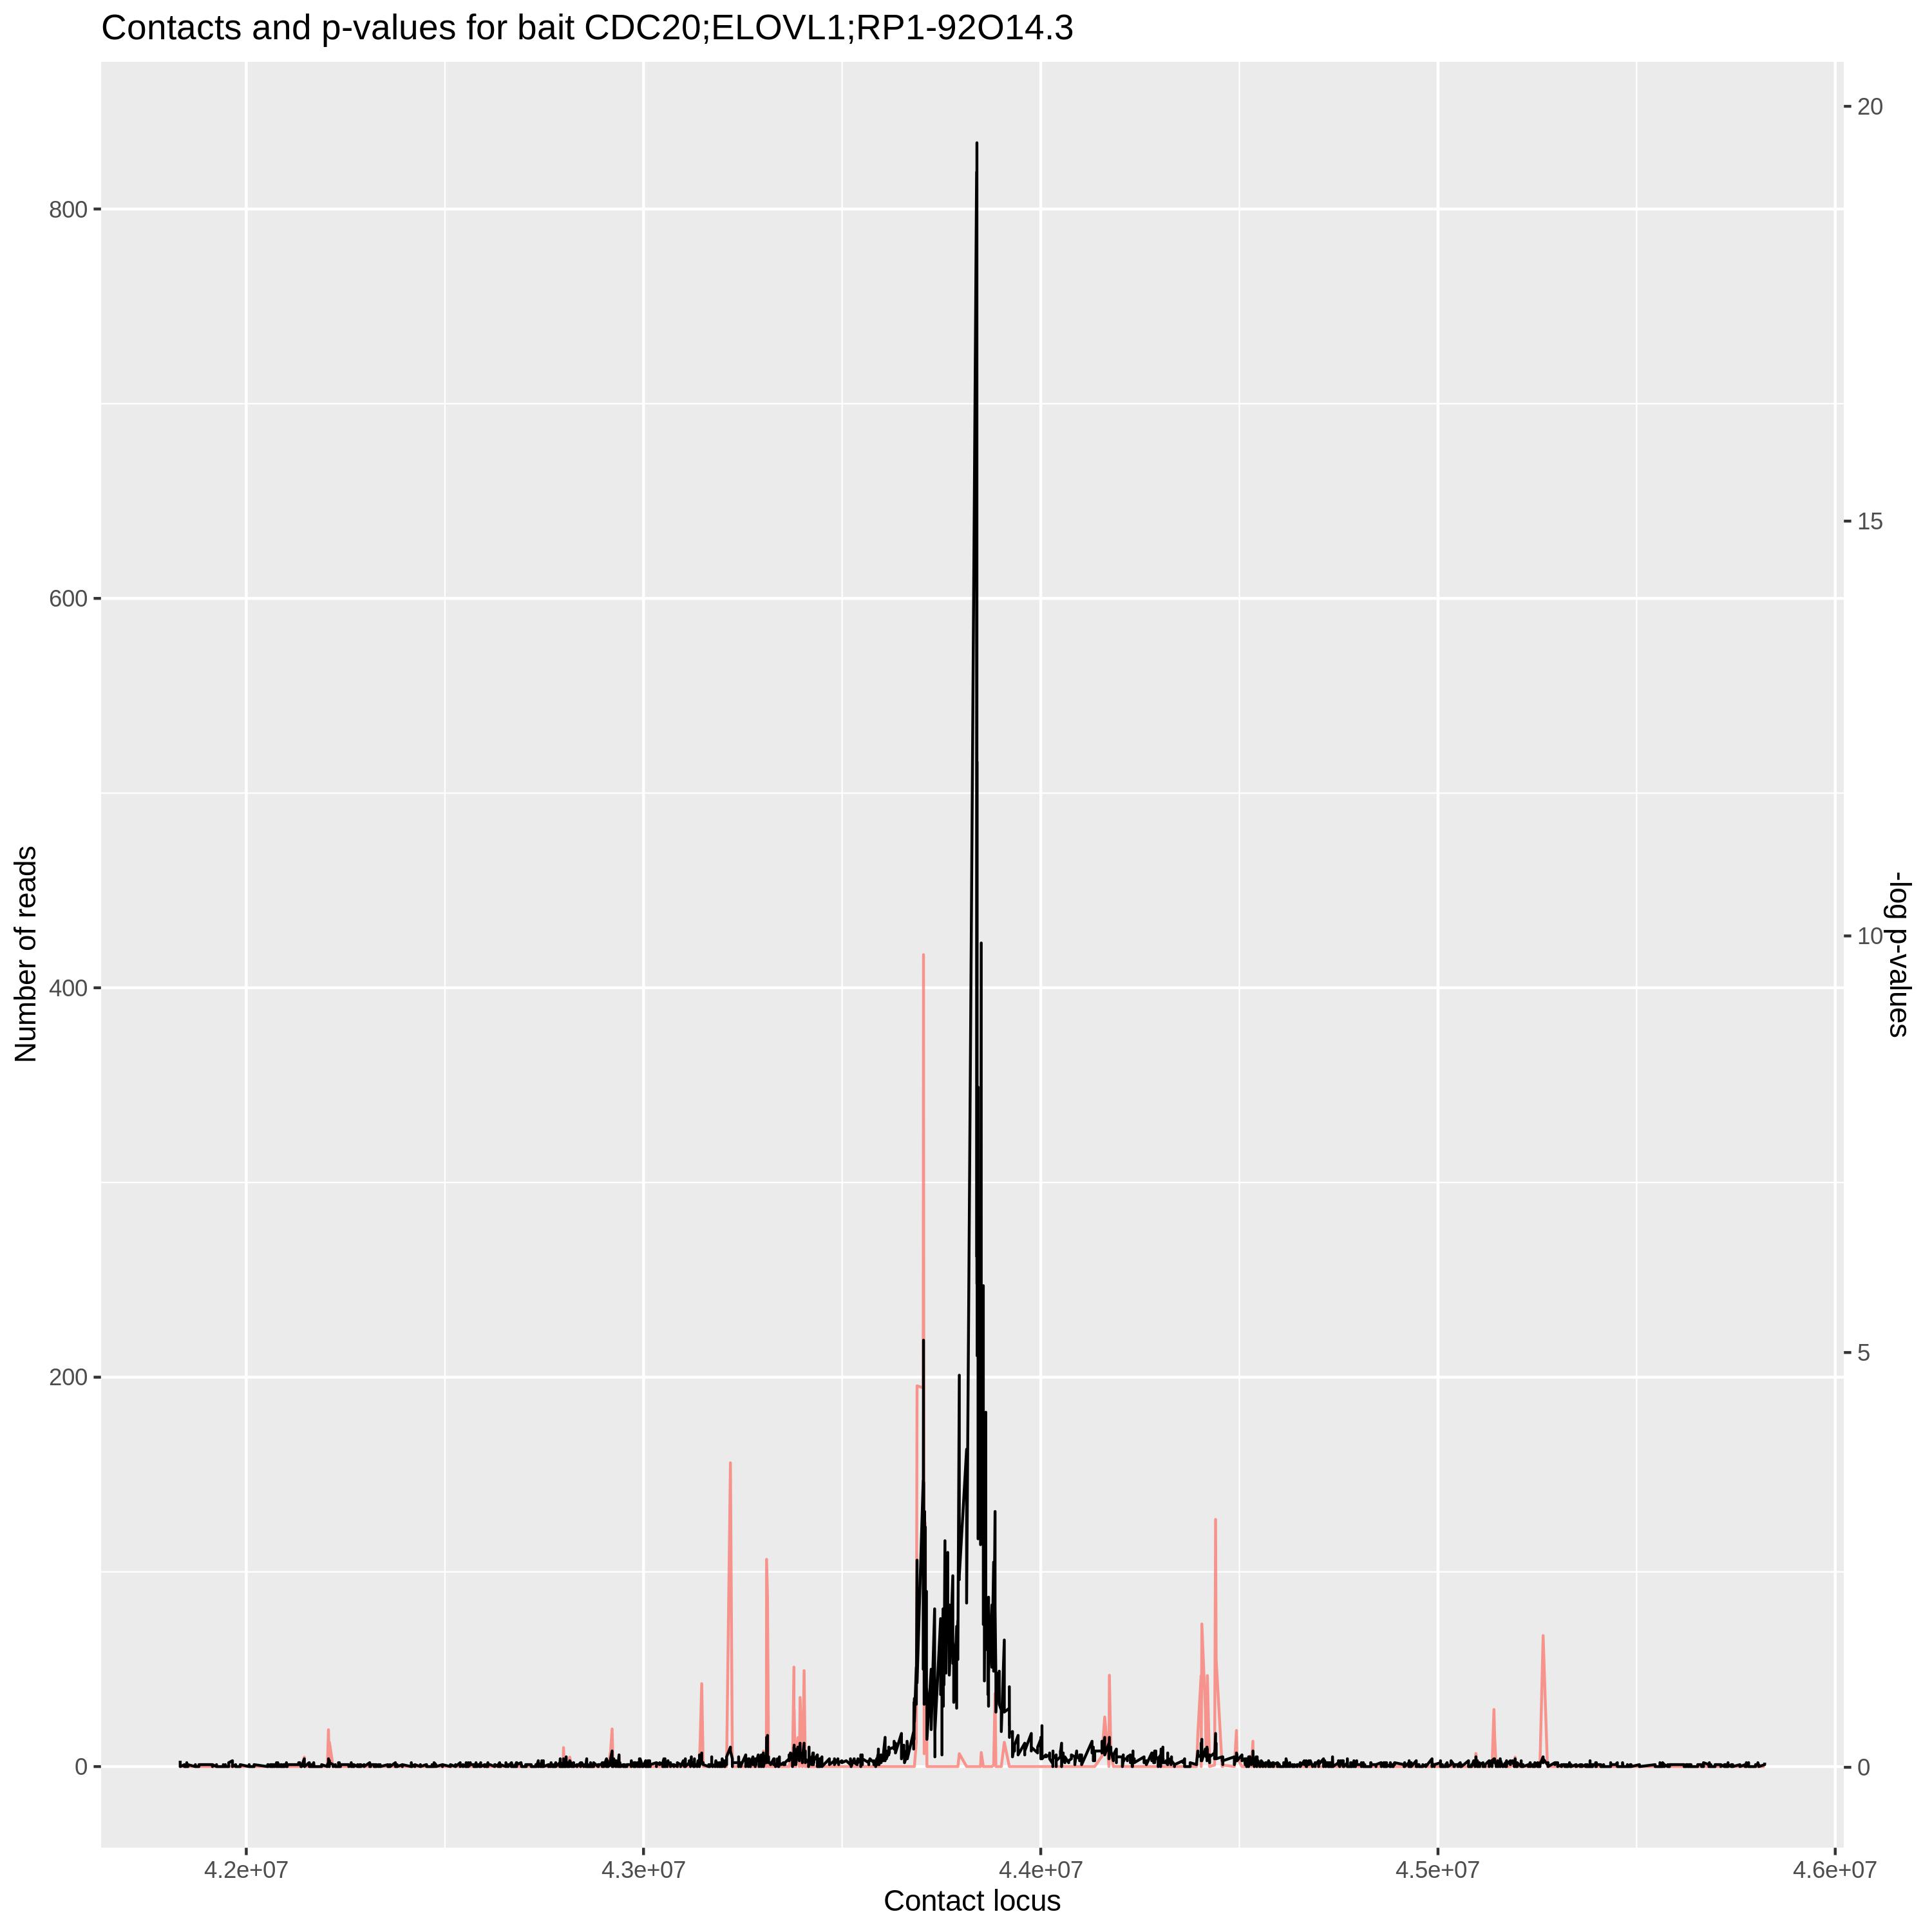 Contacts and p-values for bait CDC20;ELOVL1;RP1-92O14.3
800
600
400
200
0
Number of reads
20
15
10
5
0
-log p-values
4.2e+07 4.3e+07 4.4e+07 4.5e+07 4.6e+07
Contact locus